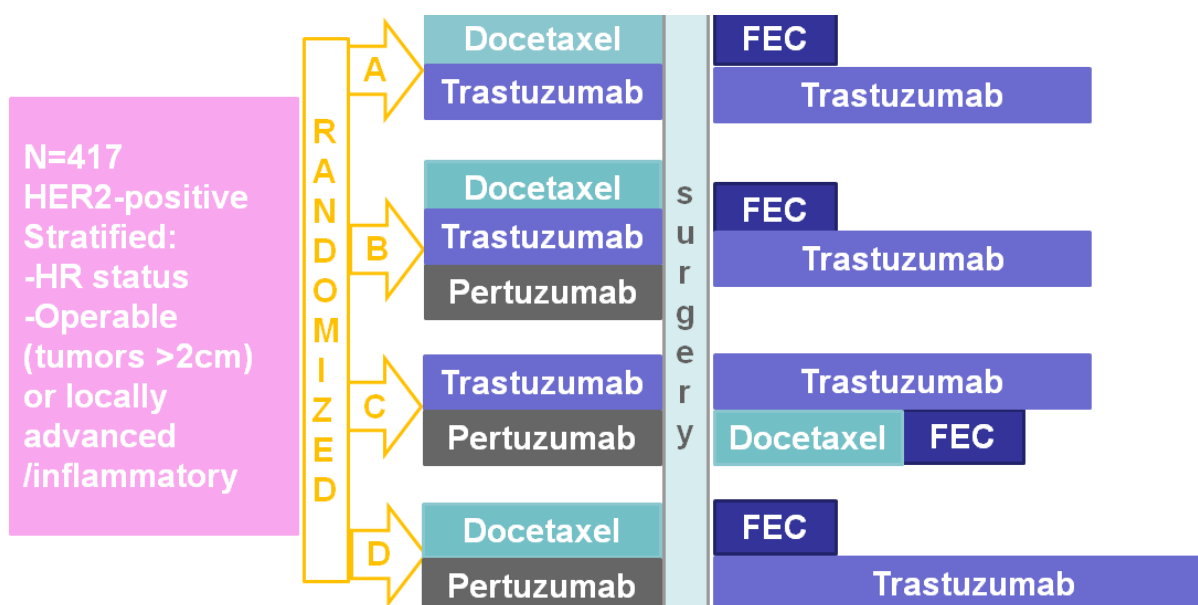 N=417
HER2-positive
Stratified:
-HR status
-Operable
(tumors >2cm)
or locally
advanced
/inflammatory
RANDOMIZED
A
Docetaxel
Trastuzumab
B
Docetaxel
Trastuzumab
Pertuzumab
C
Trastuzumab
Pertuzumab
D
Docetaxel
Pertuzumab
surgery
FEC
Trastuzumab
FEC
Trastuzumab
Trastuzumab
Docetaxel FEC
FEC
Trastuzumab